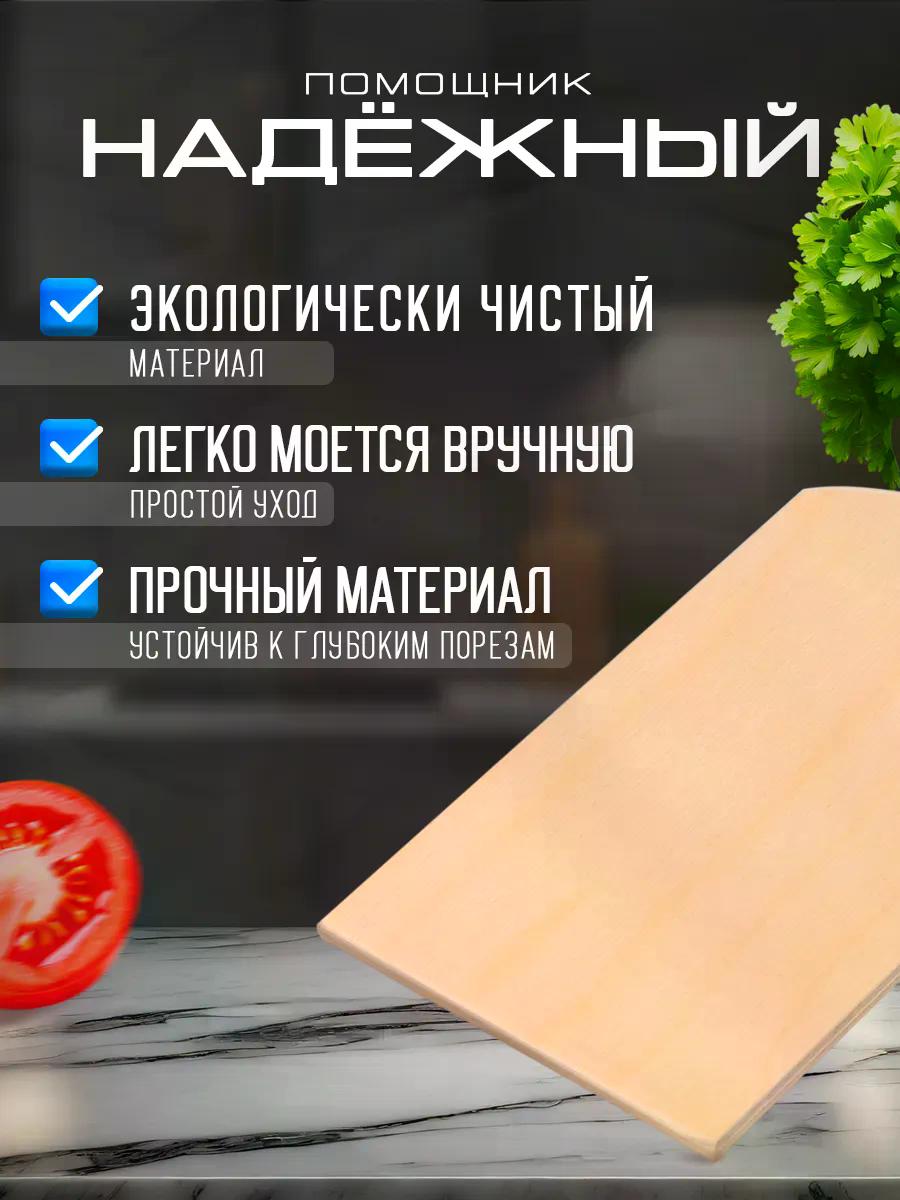 ПОМОЩНИК
НАДЁЖНЫЙ
ЭКОЛОГИЧЕСКИ ЧИСТЫЙ
МАТЕРИАЛ
ЛЕГКО МОЕТСЯ ВРУЧНУЮ
ПРОСТОЙ УХОД
ПРОЧНЫЙ МАТЕРИАЛ
УСТОЙЧИВ К ГЛУБОКИМ ПОРЕЗАМ